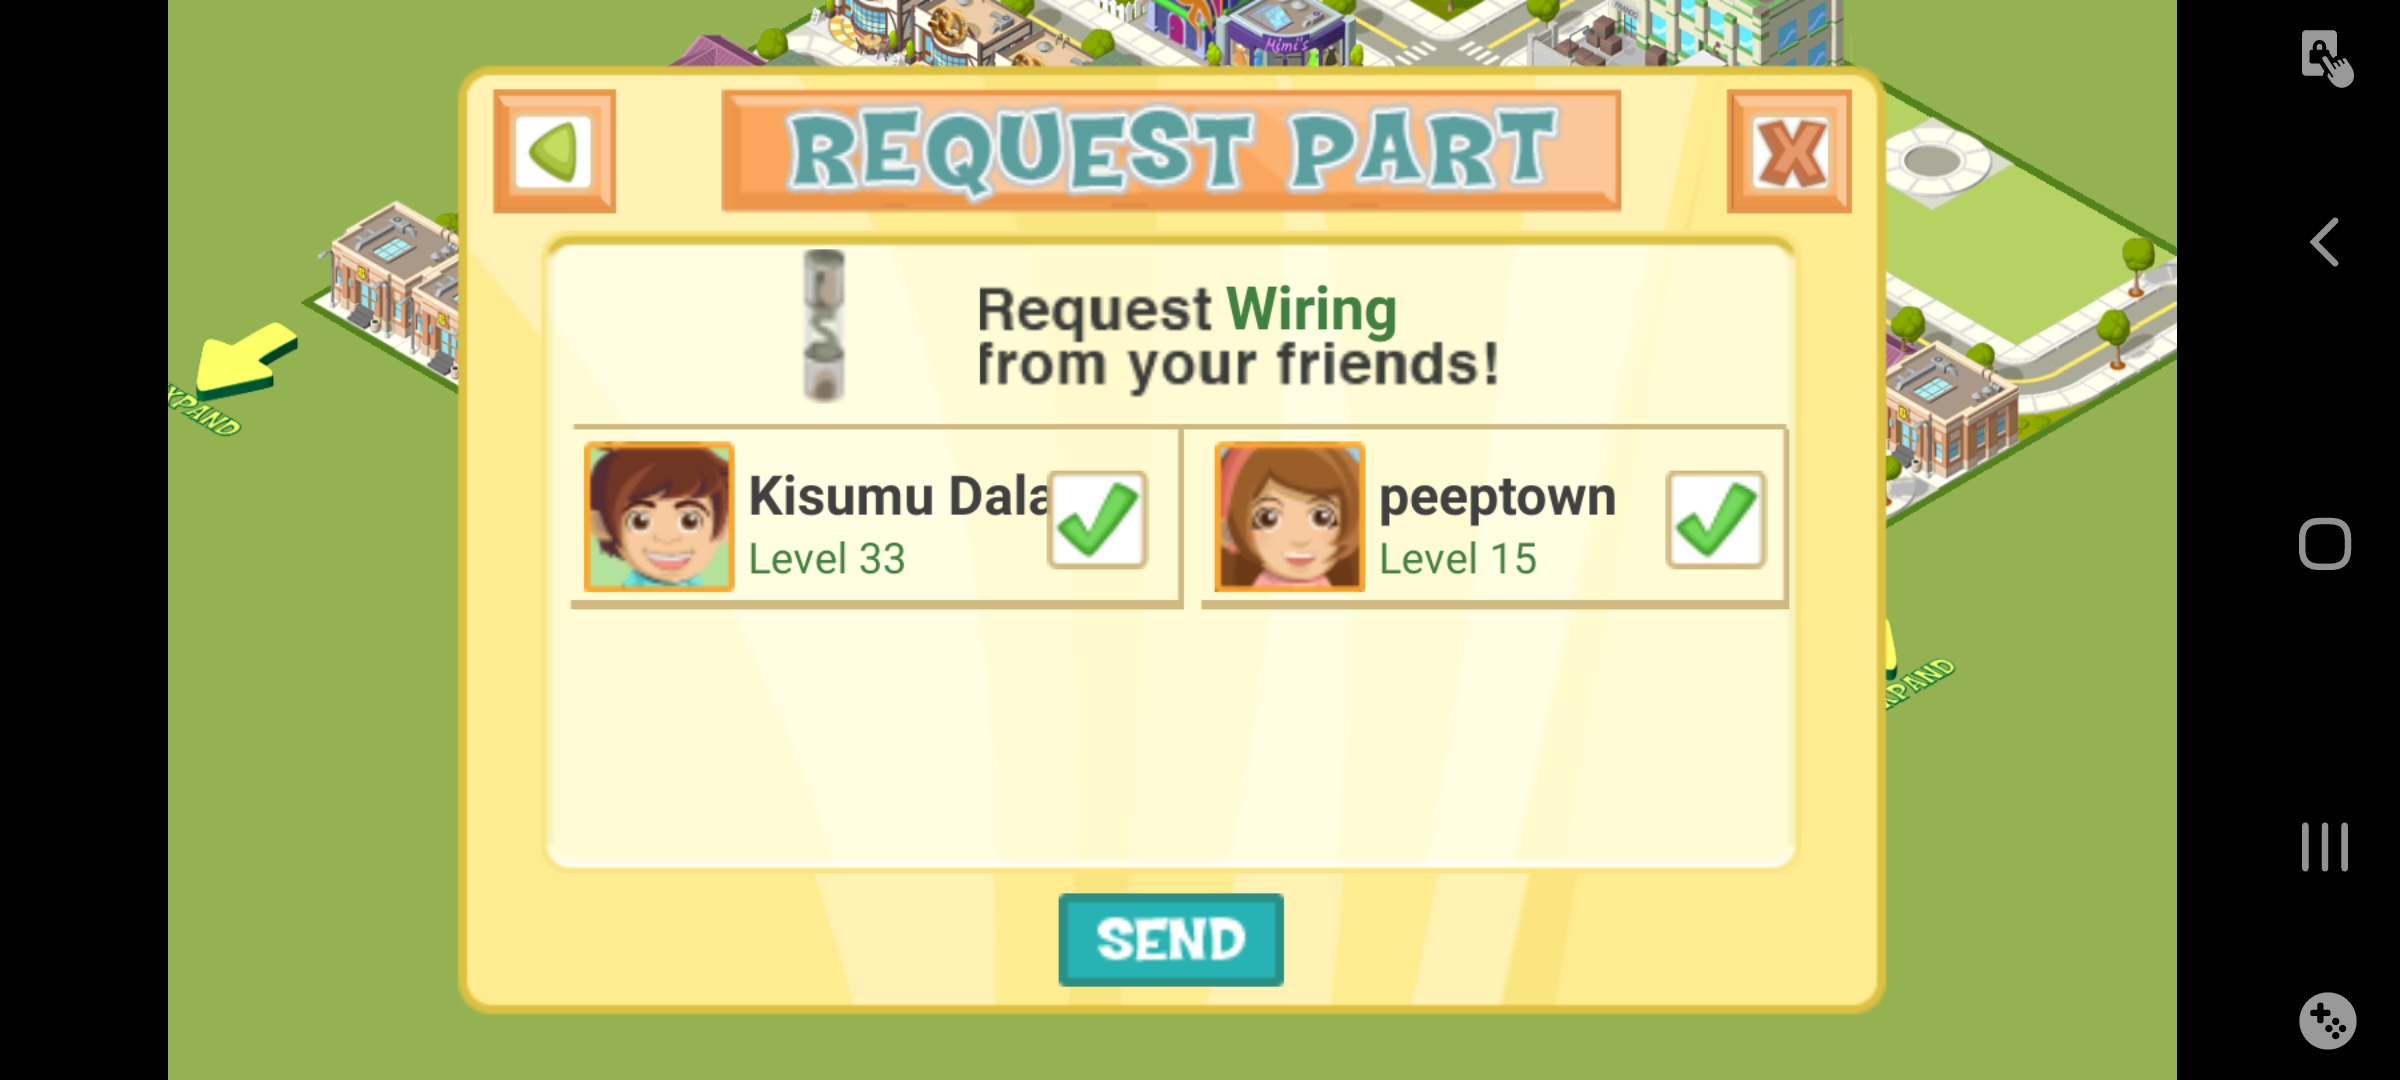 Mimi's
REQUEST PART
Request Wiring
from your friends!
Kisumu Dala
Level 33
peeptown
Level 15
XPAND
XPAND
SEND